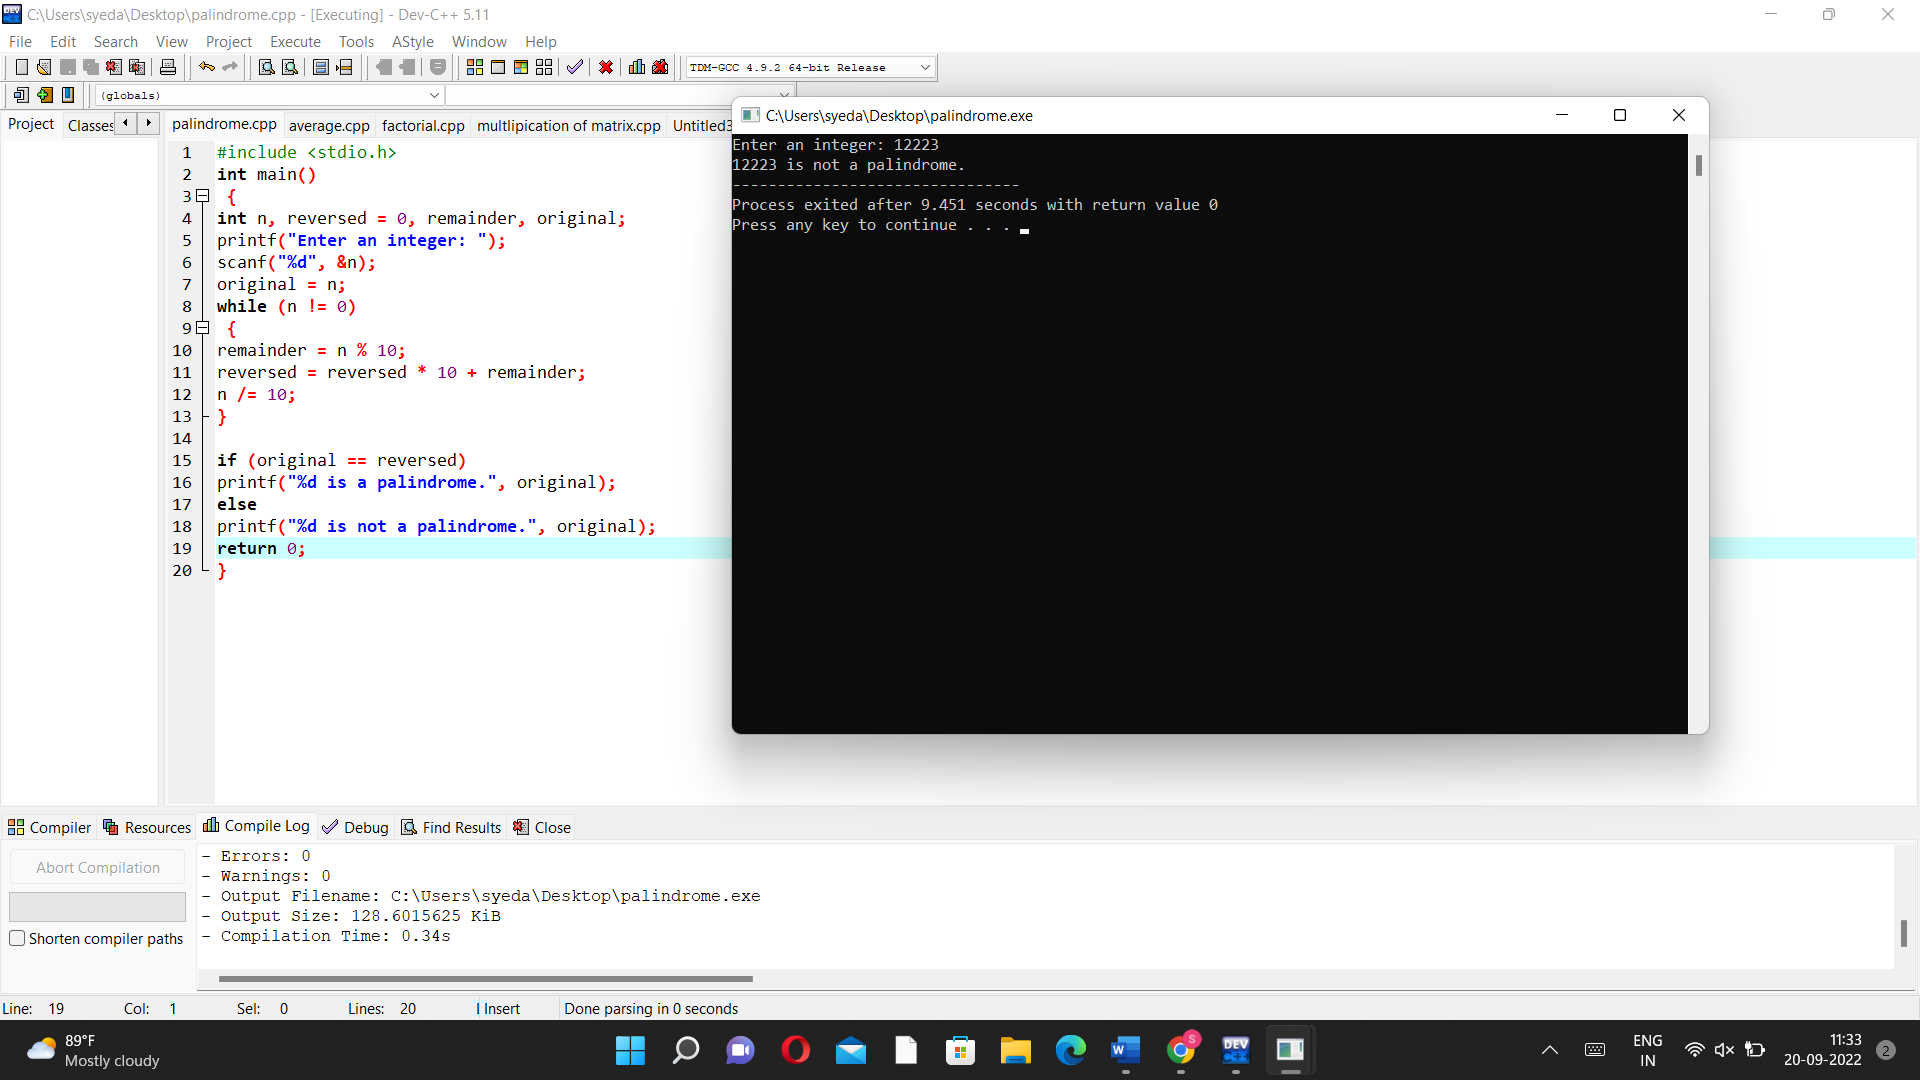 C:\Users\syeda\Desktop\palindrome.cpp - [Executing] - Dev-C++ 5.11
File Edit Search View Project Execute Tools AStyle Window Help
TDM-GCC 4.9.2 64-bit Release
(globals)
Project Classes palindrome.cpp average.cpp factorial.cpp multlipication of matrix.cpp Untitled3
1 #include <stdio.h>
2 int main()
3 {
4 int n, reversed = 0, remainder, original;
5 printf("Enter an integer: ");
6 scanf("%d", &n);
7 original = n;
8 while (n != 0)
9 {
10 remainder = n % 10;
11 reversed = reversed * 10 + remainder;
12 n /= 10;
13 }
14
15 if (original == reversed)
16 printf("%d is a palindrome.", original);
17 else
18 printf("%d is not a palindrome.", original);
19 return 0;
20 }
C:\Users\syeda\Desktop\palindrome.exe
Enter an integer: 12223
12223 is not a palindrome.
--------------------------------
Process exited after 9.451 seconds with return value 0
Press any key to continue . . .
Compiler Resources Compile Log Debug Find Results Close
Abort Compilation
Shorten compiler paths
- Errors: 0
- Warnings: 0
- Output Filename: C:\Users\syeda\Desktop\palindrome.exe
- Output Size: 128.6015625 KiB
- Compilation Time: 0.34s
Line: 19 Col: 1 Sel: 0 Lines: 20 I Insert Done parsing in 0 seconds
89°F
Mostly cloudy
W
S
DEV
C++
ENG
IN
11:33
20-09-2022
2